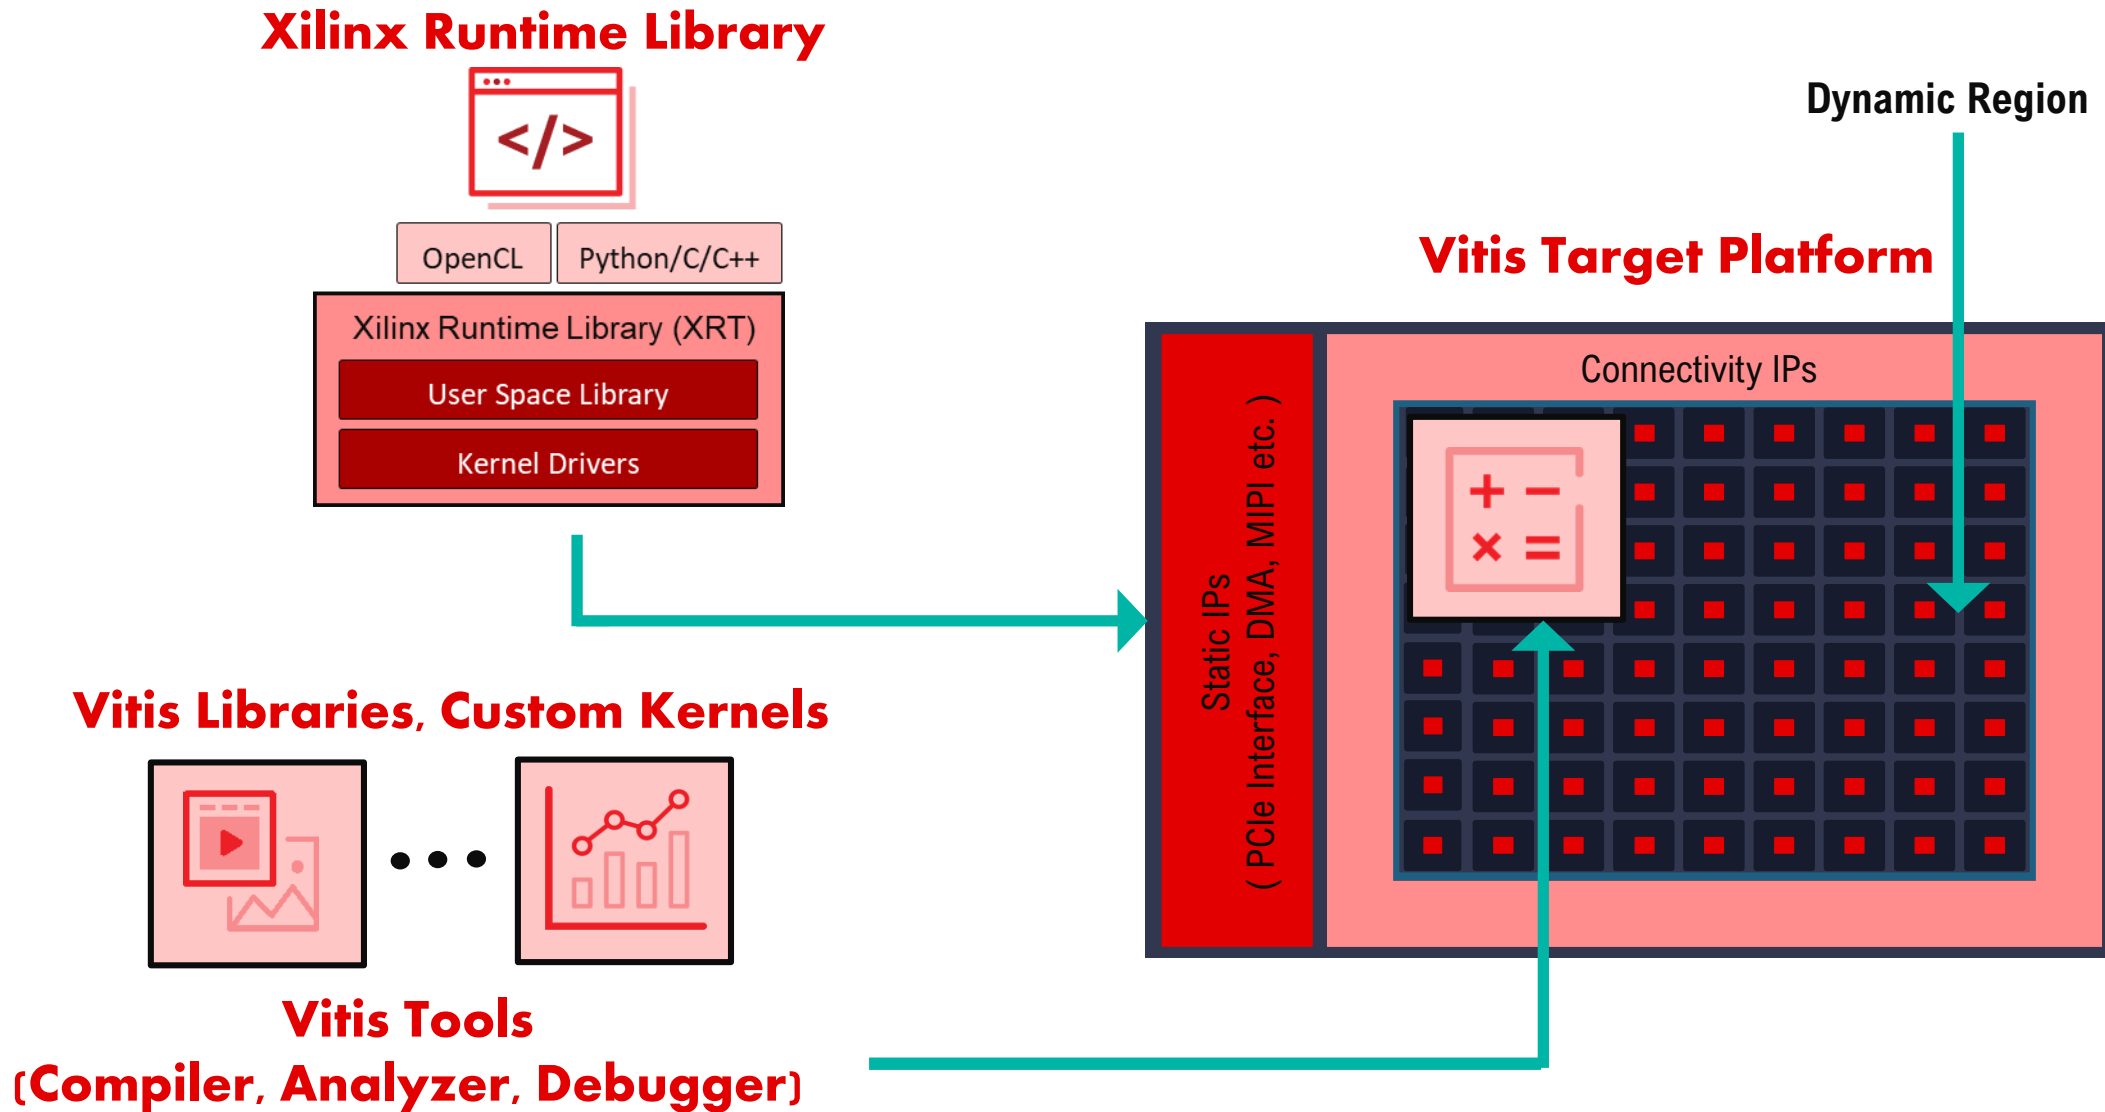 Xilinx Runtime Library
</>
OpenCL
Python/C/C++
Xilinx Runtime Library (XRT)
User Space Library
Kernel Drivers
Vitis Libraries, Custom Kernels
Vitis Tools
(Compiler, Analyzer, Debugger)
Dynamic Region
Vitis Target Platform
Connectivity IPs
Static IPs
( PCIe Interface, DMA, MIPI etc. )
+ −
× =